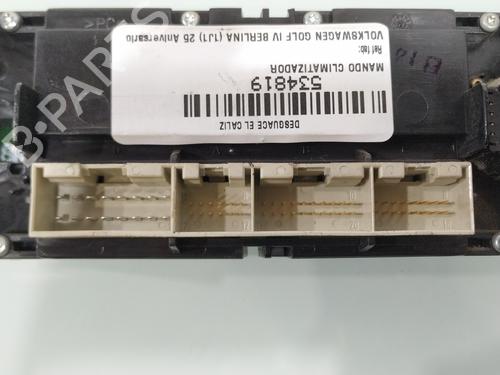 DESGUACE EL CALIZ
534819
MANDO CLIMATIZADOR
Ref fab:
VOLKSWAGEN GOLF IV BERLINA (1J1) 25 Aniversario
B-PARTS